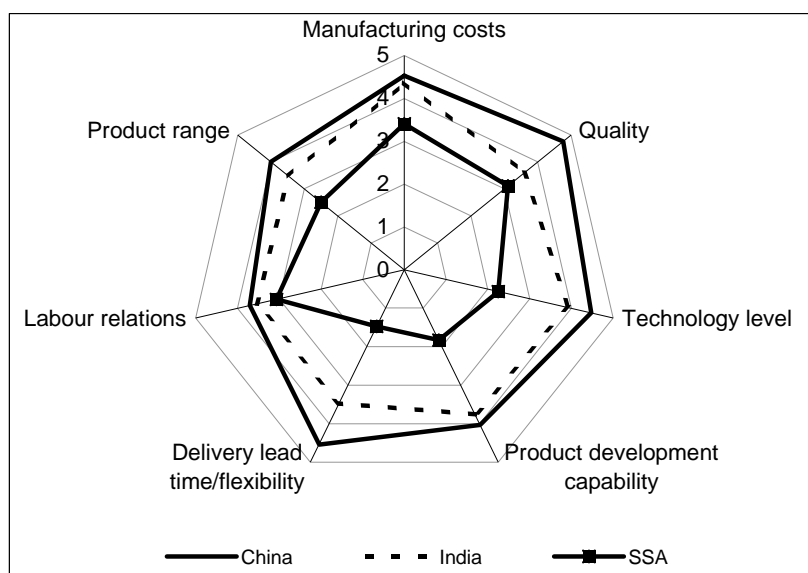 Manufacturing costs
5
4
3
2
1
0
Product range
Quality
Labour relations
Technology level
Delivery lead
time/flexibility
Product development
capability
China
India
SSA